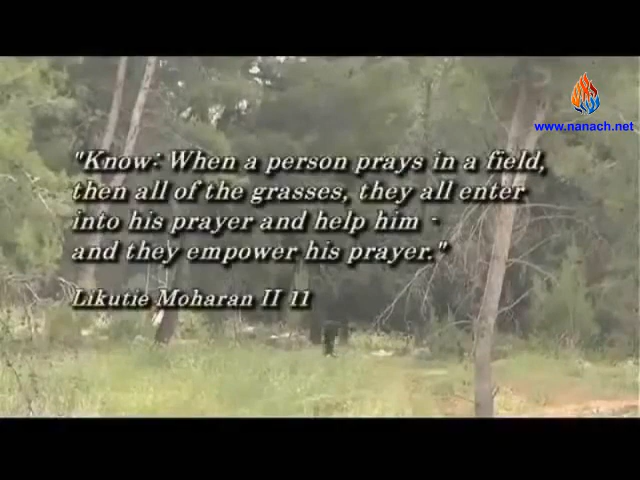 www.nanach.net
"Know: When a person prays in a field,
then all of the grasses, they all enter
into his prayer and help him -
and they empower his prayer."
Likutie Moharan II 11